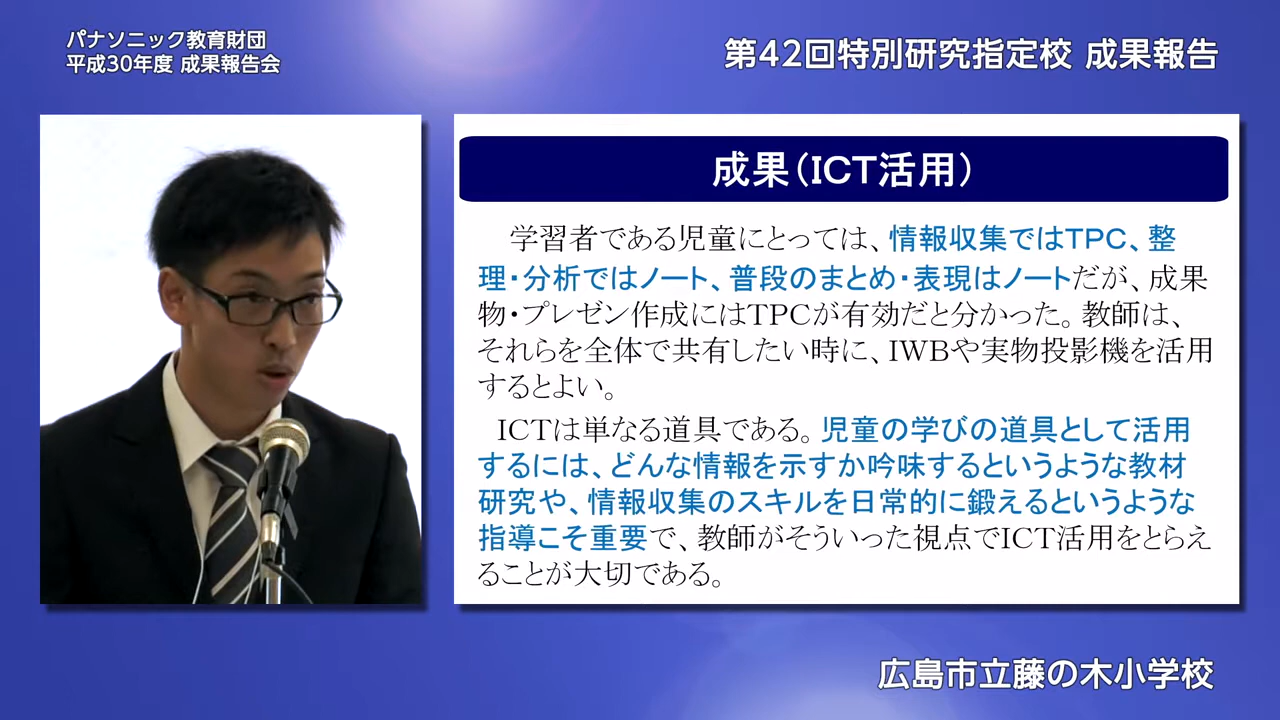 パナソニック教育財団
平成30年度 成果報告会
第42回特別研究指定校 成果報告
成果（ICT活用）
学習者である児童にとっては、情報収集ではTPC、整
理・分析ではノート、普段のまとめ・表現はノートだが、成果
物・プレゼン作成にはTPCが有効だと分かった。教師は、
それらを全体で共有したい時に、IWBや実物投影機を活用
するとよい。
ICTは単なる道具である。児童の学びの道具として活用
するには、どんな情報を示すか吟味するというような教材
研究や、情報収集のスキルを日常的に鍛えるというような
指導こそ重要で、教師がそういった視点でICT活用をとらえ
ることが大切である。
広島市立藤の木小学校